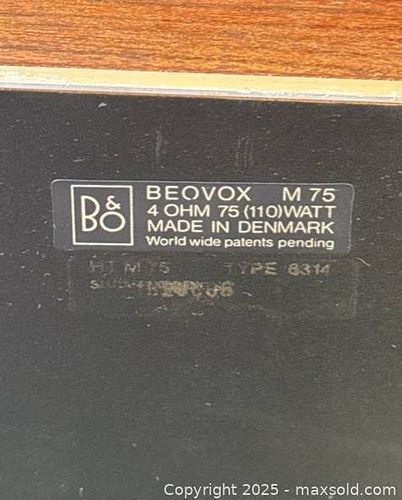 B&O
BEOVOX M 75
4 OHM 75 (110) WATT
MADE IN DENMARK
World wide patents pending
M 75 TYPE 6314
Copyright © 2025 - maxsold.com